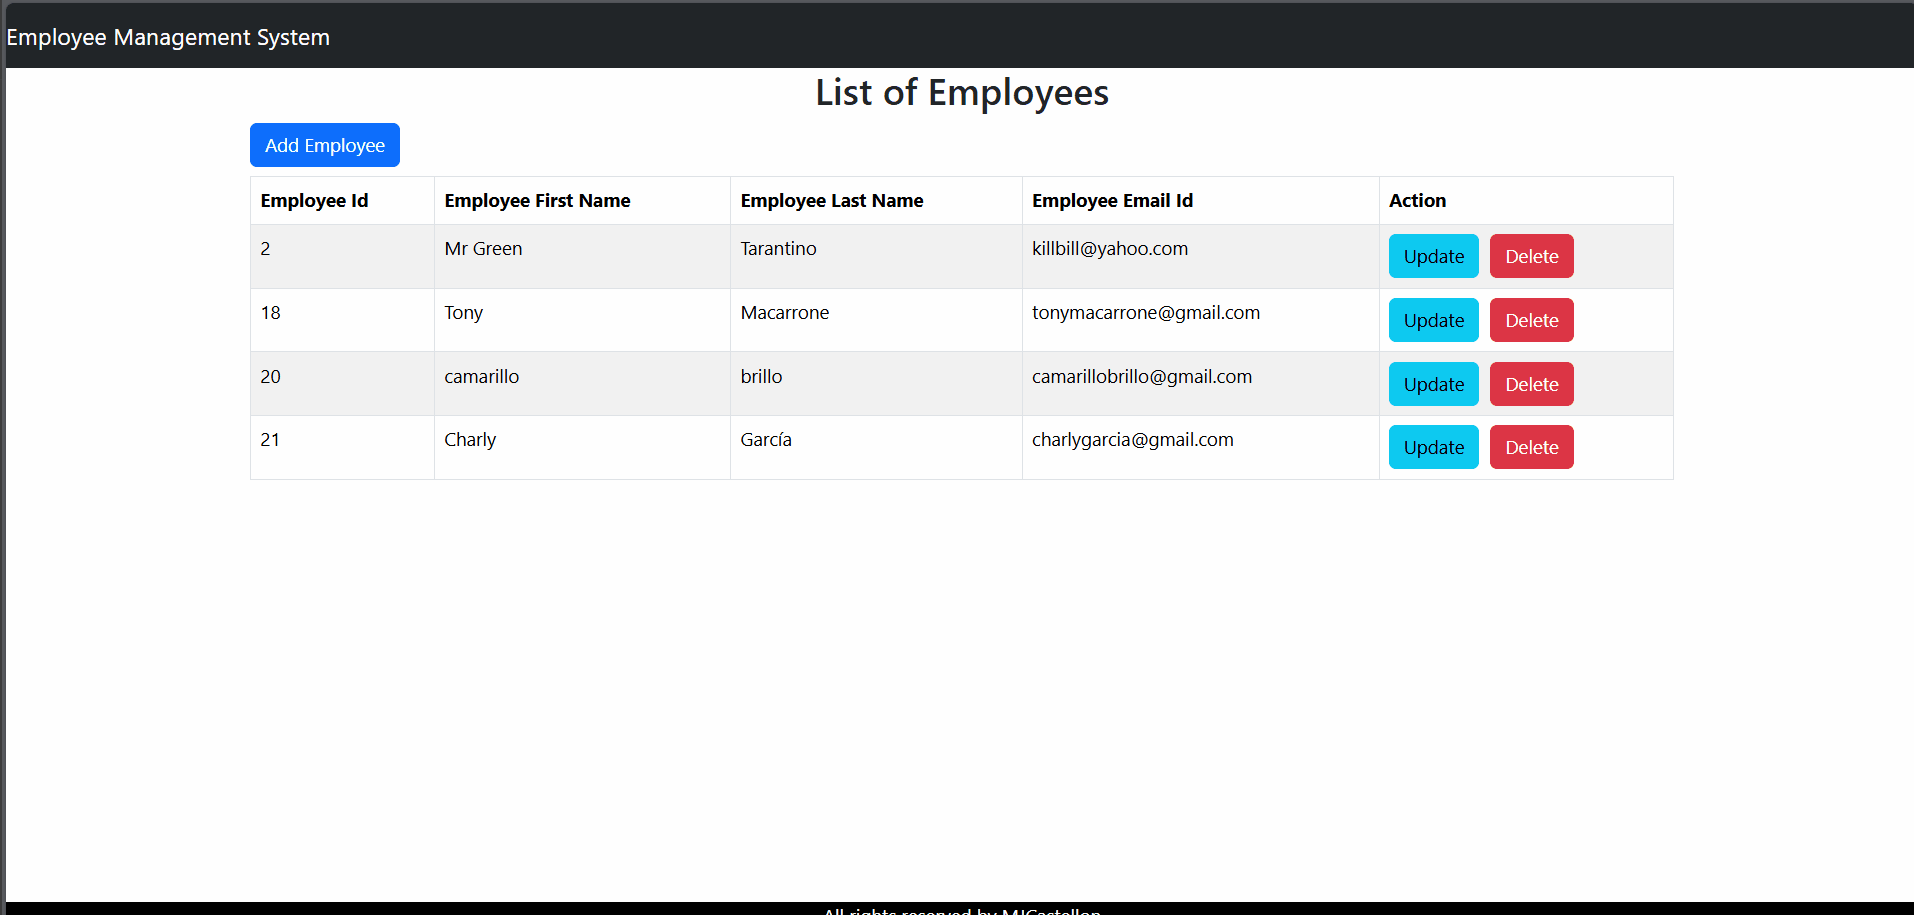 Employee Management System
List of Employees
Add Employee
Employee Id Employee First Name Employee Last Name Employee Email Id Action
2 Mr Green Tarantino killbill@yahoo.com Update Delete
18 Tony Macarrone tonymacarrone@gmail.com Update Delete
20 camarillo brillo camarillobrillo@gmail.com Update Delete
21 Charly García charlygarcia@gmail.com Update Delete
All rights reserved by MJCastellon